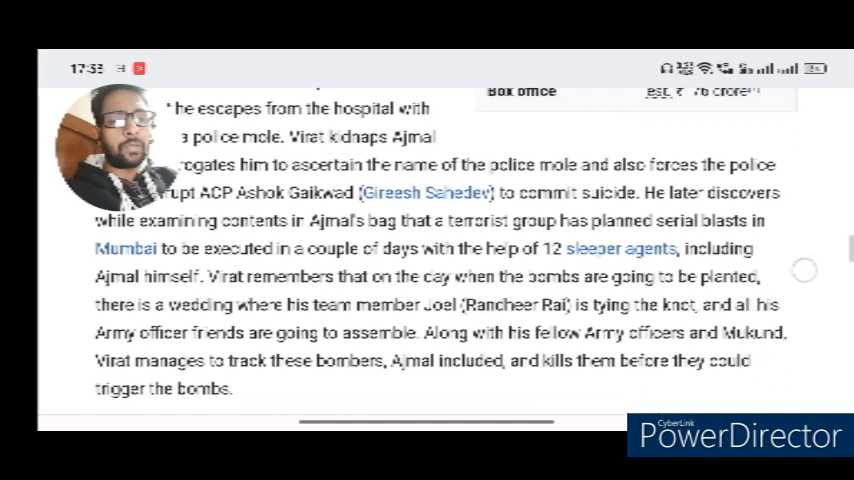 17:33
Box office
est. ₹ 76 crore
he escapes from the hospital with
a police mole. Virat kidnaps Ajmal
rogates him to ascertain the name of the police mole and also forces the police
rupt ACP Ashok Gaikwad (Gireesh Sahedev) to commit suicide. He later discovers
while examining contents in Ajmal's bag that a terrorist group has planned serial blasts in
Mumbai to be executed in a couple of days with the help of 12 sleeper agents, including
Ajmal himself. Virat remembers that on the day when the bombs are going to be planted,
there is a wedding where his team member Joel (Randheer Rai) is tying the knot, and all his
Army officer friends are going to assemble. Along with his fellow Army officers and Mukund,
Virat manages to track these bombers, Ajmal included, and kills them before they could
trigger the bombs.
CyberLink
PowerDirector